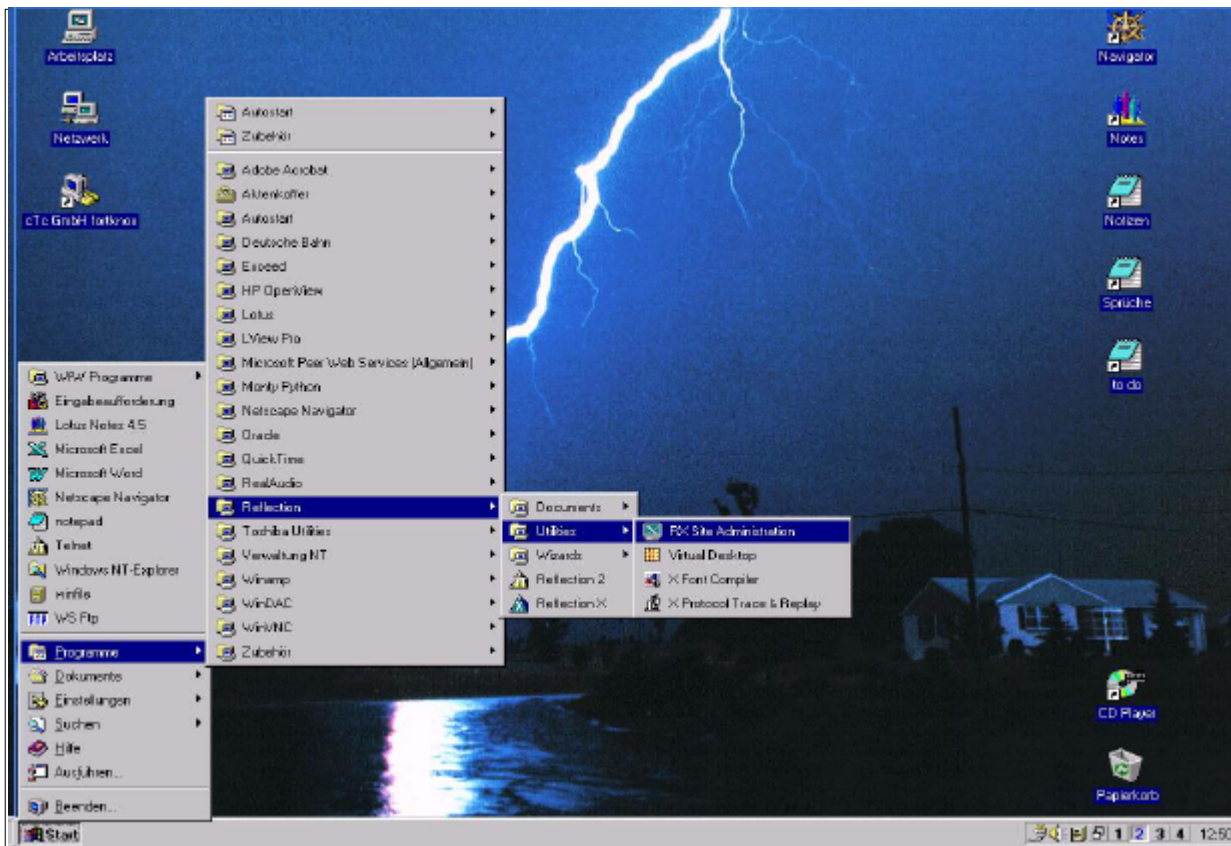 Arbeitsplatz
Netzwerk
cTc GmbH fortknox
Navigator
Notes
Notizen
Sprüche
to do
CD Player
Papierkorb
Autostart
Zubehör
Adobe Acrobat
Aktenkoffer
Autostart
Deutsche Bahn
Exceed
HP OpenView
Lotus
LView Pro
Microsoft Peer Web Services (Allgemein)
Monty Python
Netscape Navigator
Oracle
QuickTime
RealAudio
Reflection
Toshiba Utilities
Verwaltung NT
Winamp
WinDAC
WinVNC
Zubehör
Documents
Utilities
Wizards
Reflection 2
Reflection X
RX Site Administration
Virtual Desktop
X Font Compiler
X Protocol Trace & Replay
Programme
Eingabeaufforderung
Lotus Notes 4.5
Microsoft Excel
Microsoft Word
Netscape Navigator
notepad
Telnet
Windows NT-Explorer
winfile
WS Ftp
Programme
Dokumente
Einstellungen
Suchen
Hilfe
Ausführen...
Beenden...
Start
1 2 3 4 12:50